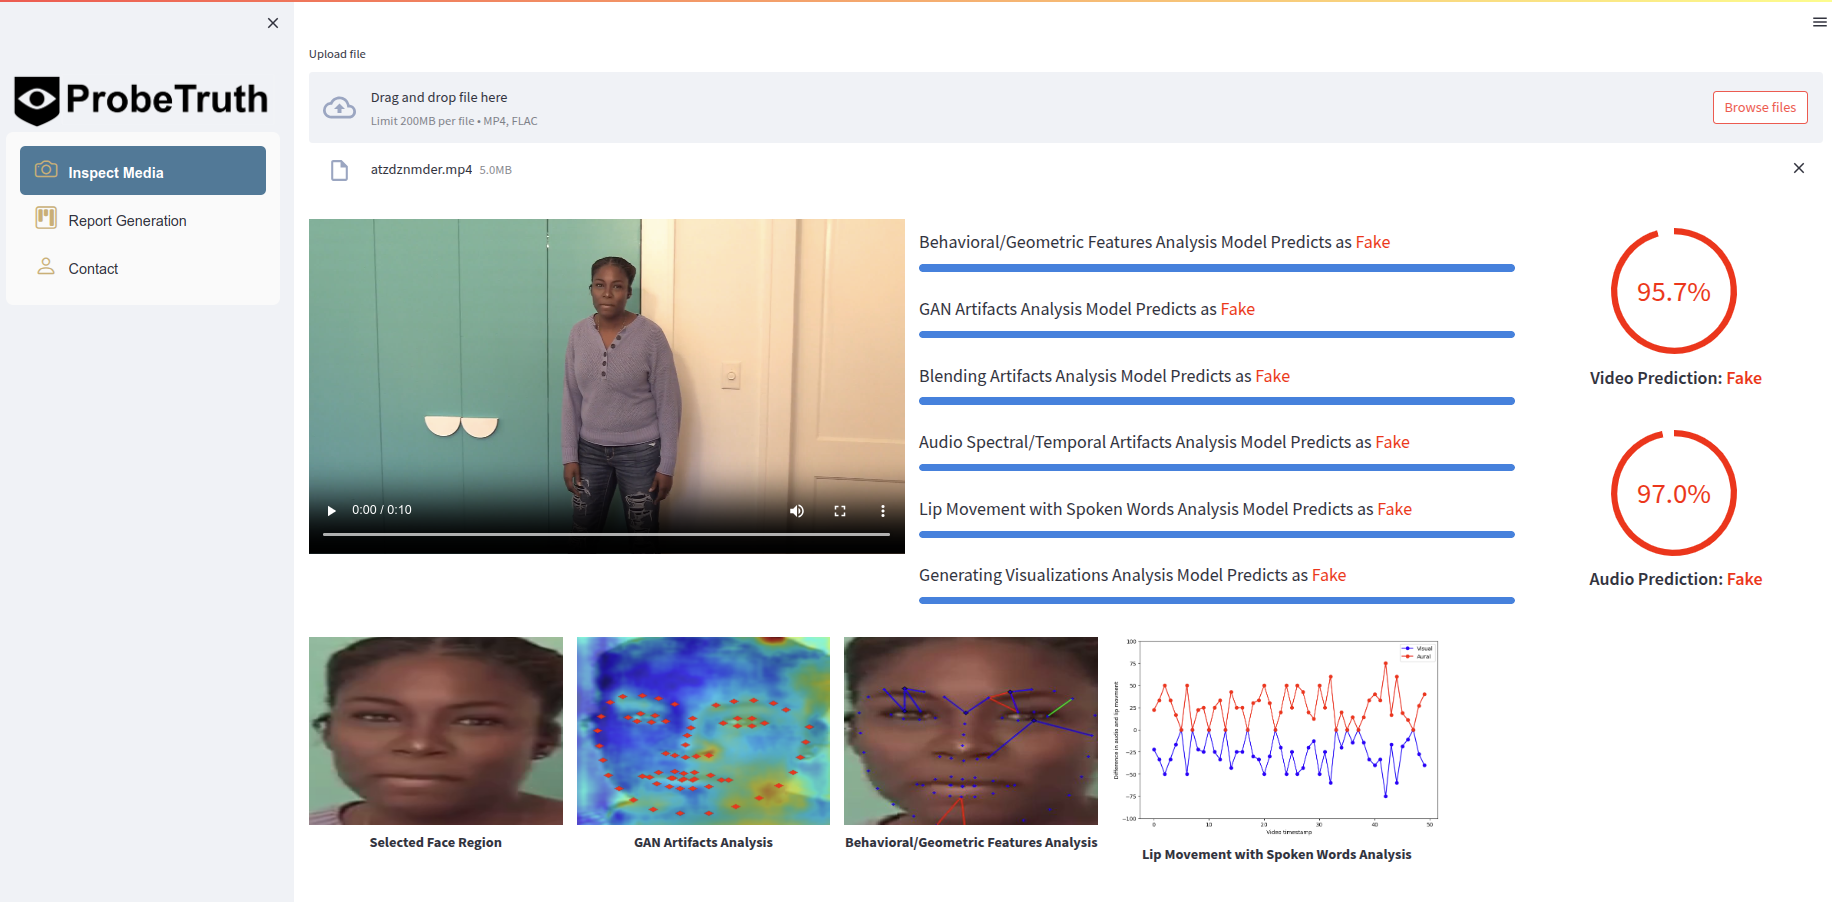 ProbeTruth
Inspect Media
Report Generation
Contact
Upload file
Drag and drop file here
Limit 200MB per file • MP4, FLAC
Browse files
atzdznmder.mp4 5.0MB
0:00 / 0:10
Behavioral/Geometric Features Analysis Model Predicts as Fake
GAN Artifacts Analysis Model Predicts as Fake
Blending Artifacts Analysis Model Predicts as Fake
Audio Spectral/Temporal Artifacts Analysis Model Predicts as Fake
Lip Movement with Spoken Words Analysis Model Predicts as Fake
Generating Visualizations Analysis Model Predicts as Fake
95.7%
Video Prediction: Fake
97.0%
Audio Prediction: Fake
Selected Face Region
GAN Artifacts Analysis
Behavioral/Geometric Features Analysis
Difference in audio and lip movment
100
75
50
25
0
−25
−50
−75
−100
0 10 20 30 40 50
Video timestamp
Visual
Aural
Lip Movement with Spoken Words Analysis